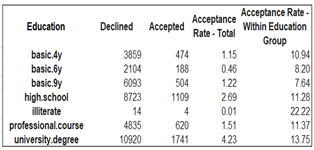 Education Declined Accepted Acceptance Rate - Total Acceptance Rate - Within Education Group
basic.4y 3859 474 1.15 10.94
basic.6y 2104 188 0.46 8.20
basic.9y 6093 504 1.22 7.64
high.school 8723 1109 2.69 11.28
illiterate 14 4 0.01 22.22
professional.course 4835 620 1.51 11.37
university.degree 10920 1741 4.23 13.75